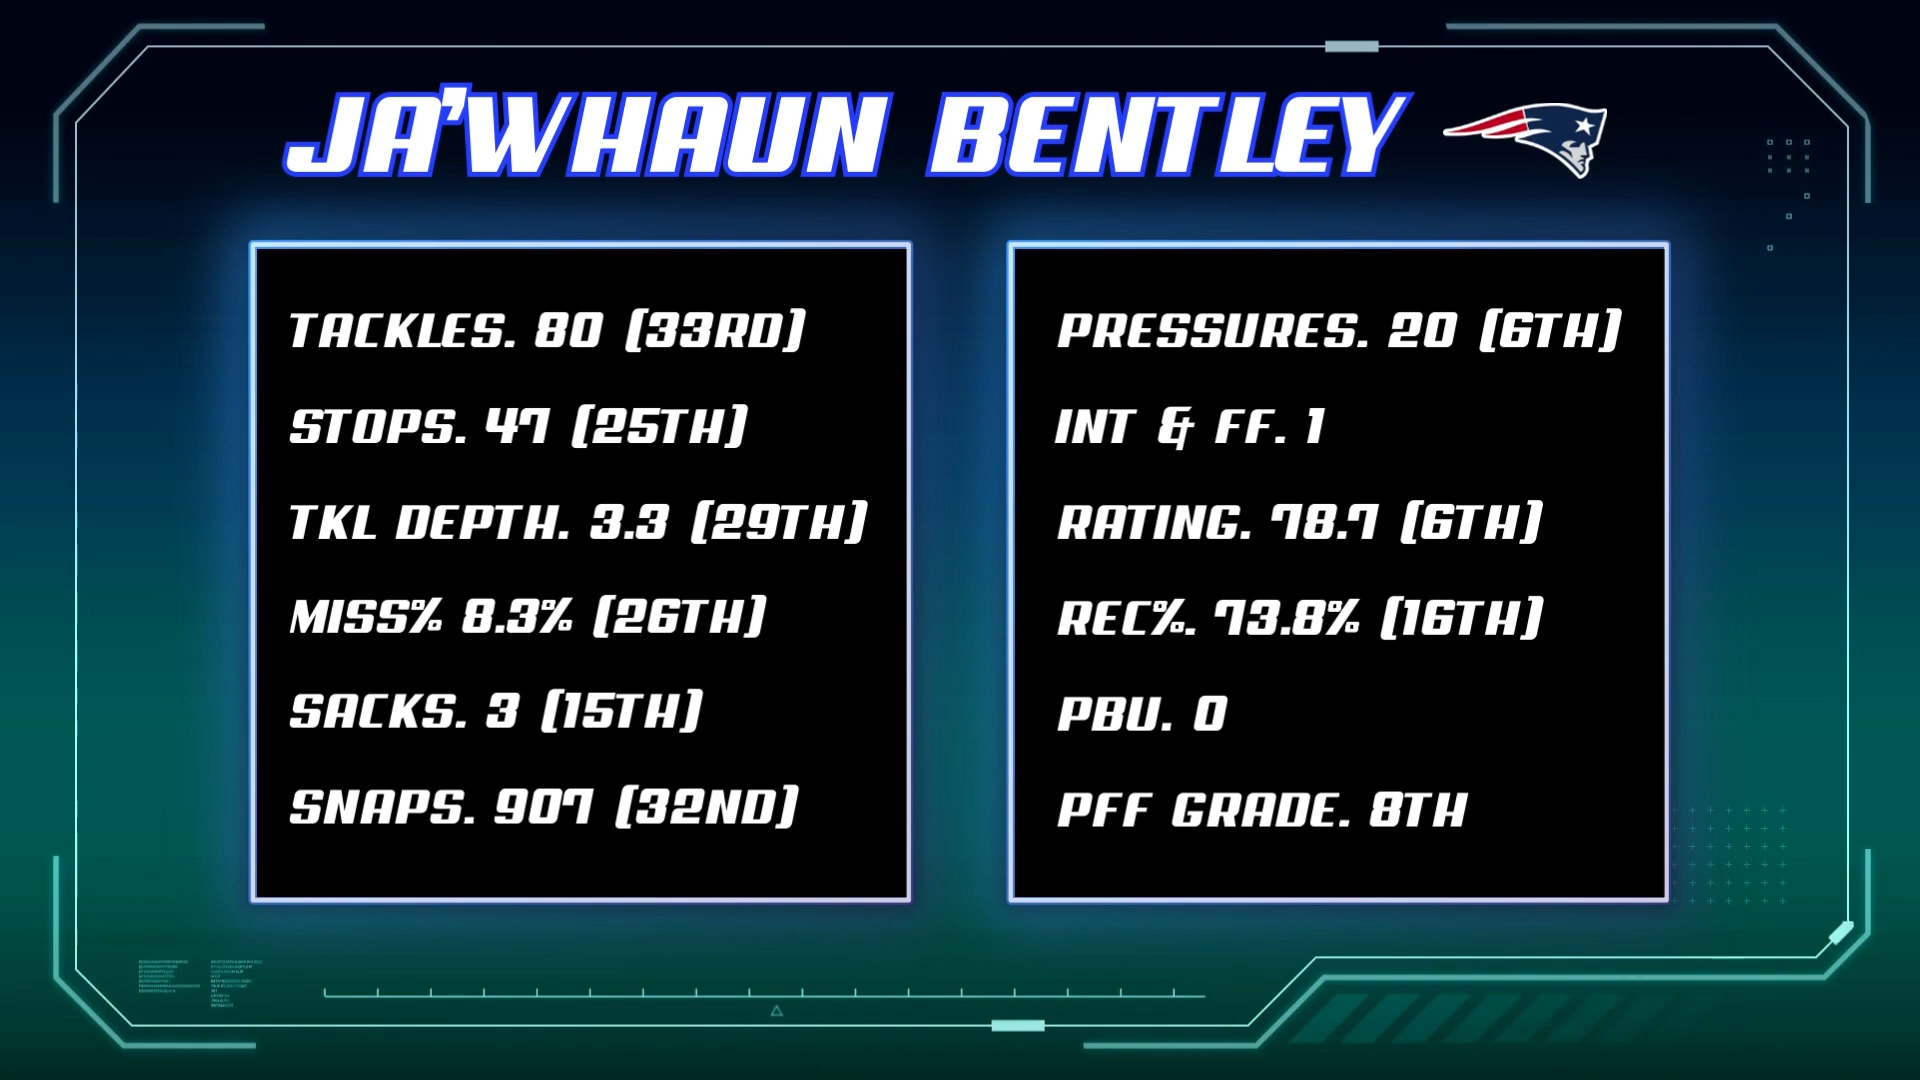 JA'WHAUN BENTLEY
TACKLES. 80 (33RD)
STOPS. 47 (25TH)
TKL DEPTH. 3.3 (29TH)
MISS% 8.3% (26TH)
SACKS. 3 (15TH)
SNAPS. 907 (32ND)
PRESSURES. 20 (6TH)
INT & FF. 1
RATING. 78.7 (6TH)
REC%. 73.8% (16TH)
PBU. 0
PFF GRADE. 8TH